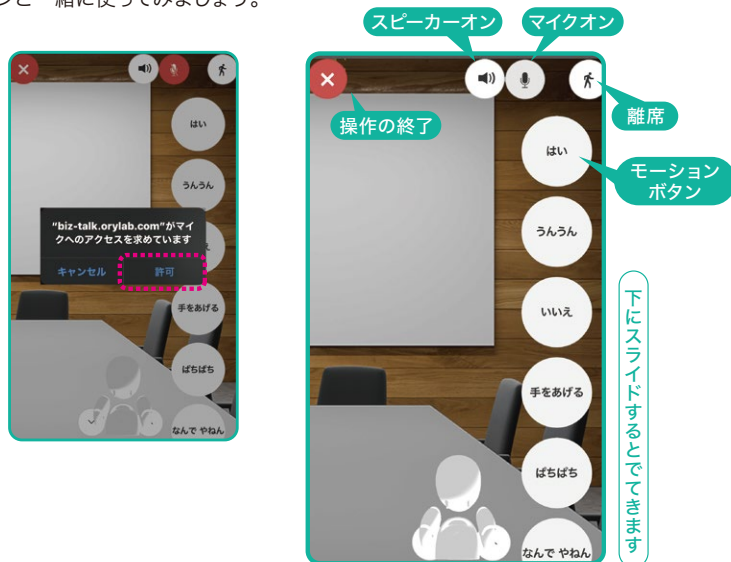 一緒に使ってみましょう。
スピーカーオン
マイクオン
操作の終了
離席
モーション
ボタン
はい
うんうん
"biz-talk.orylab.com"がマイ
クへのアクセスを求めています
キャンセル
許可
え
手をあげる
ぱちぱち
なんで やねん
はい
うんうん
いいえ
手をあげる
ぱちぱち
なんで やねん
下にスライドするとでてきます